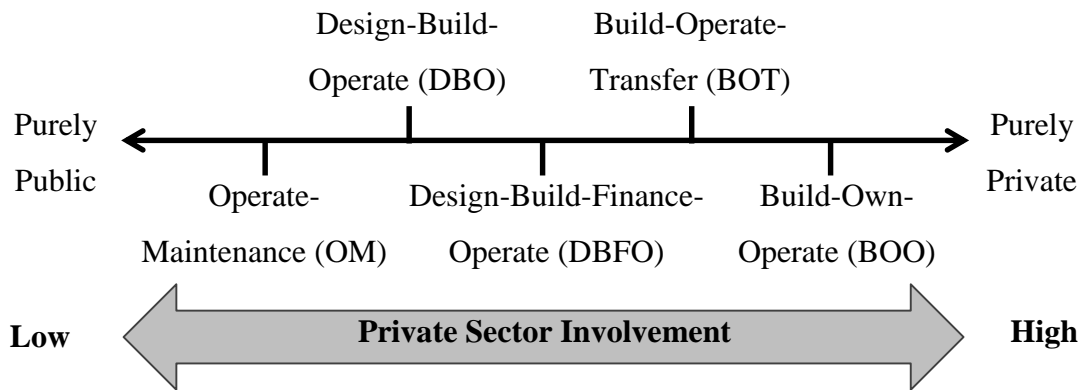 Design-Build-
Operate (DBO)
Build-Operate-
Transfer (BOT)
Purely
Public
Purely
Private
Operate-
Maintenance (OM)
Design-Build-Finance-
Operate (DBFO)
Build-Own-
Operate (BOO)
Low
Private Sector Involvement
High